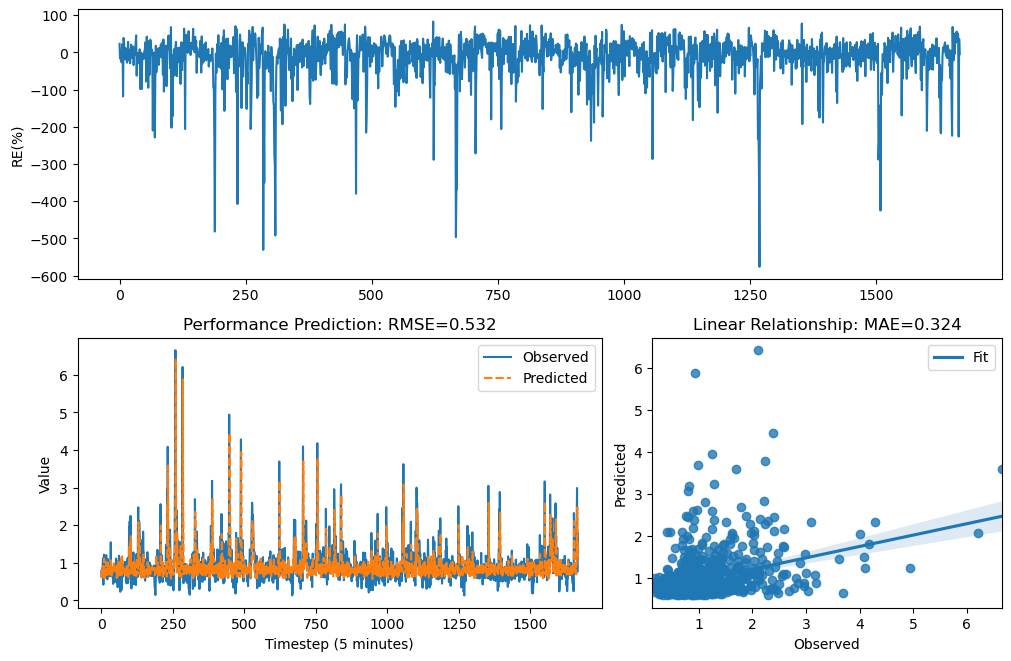 RE(%)
100
0
−100
−200
−300
−400
−500
−600
0 250 500 750 1000 1250 1500
Performance Prediction: RMSE=0.532
Value
6
5
4
3
2
1
0
Observed
Predicted
0 250 500 750 1000 1250 1500
Timestep (5 minutes)
Linear Relationship: MAE=0.324
Predicted
6
5
4
3
2
1
Fit
1 2 3 4 5 6
Observed